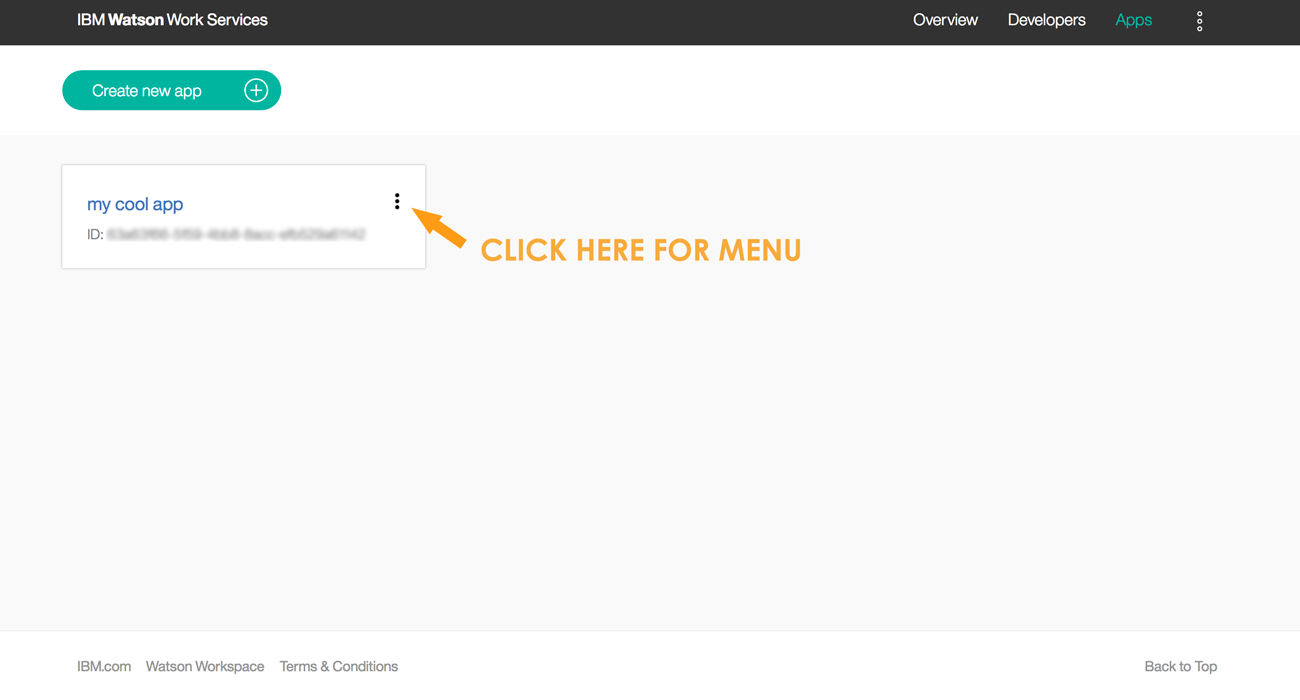 IBM Watson Work Services
Overview Developers Apps
Create new app
my cool app
ID:
CLICK HERE FOR MENU
IBM.com Watson Workspace Terms & Conditions
Back to Top